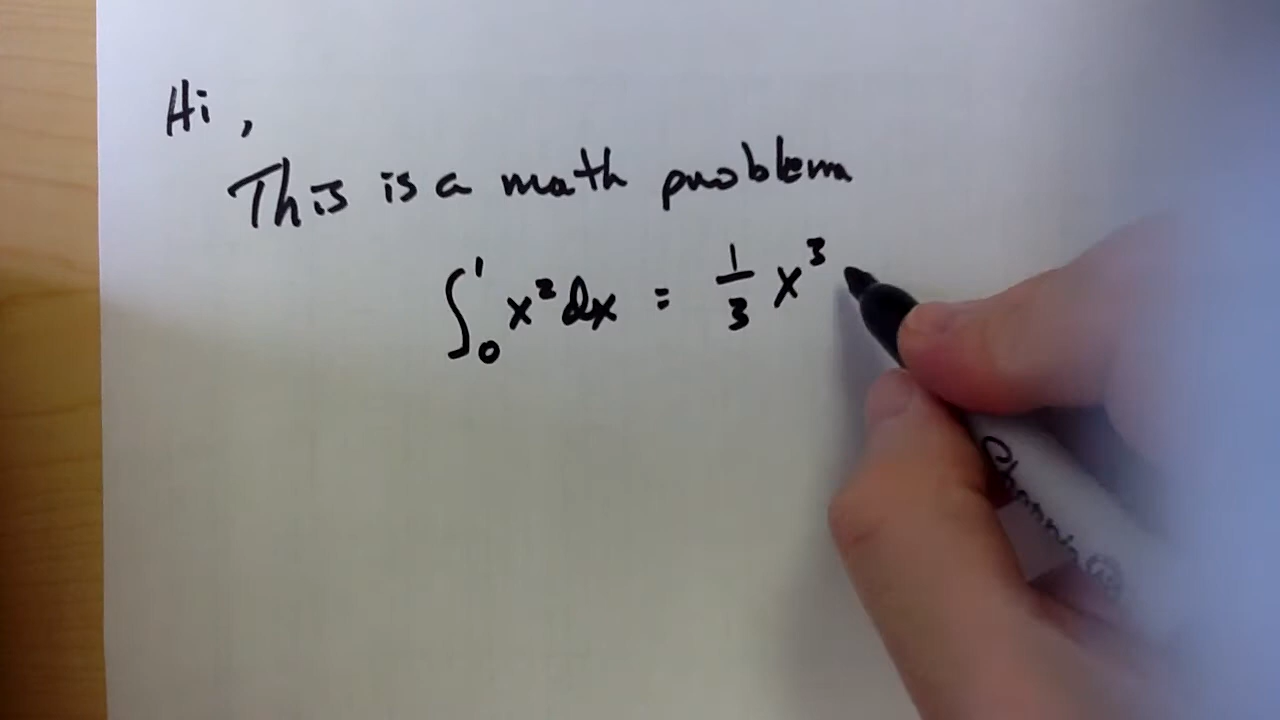 Hi,
This is a math problem
∫₀¹ x² dx = 1/3 x³